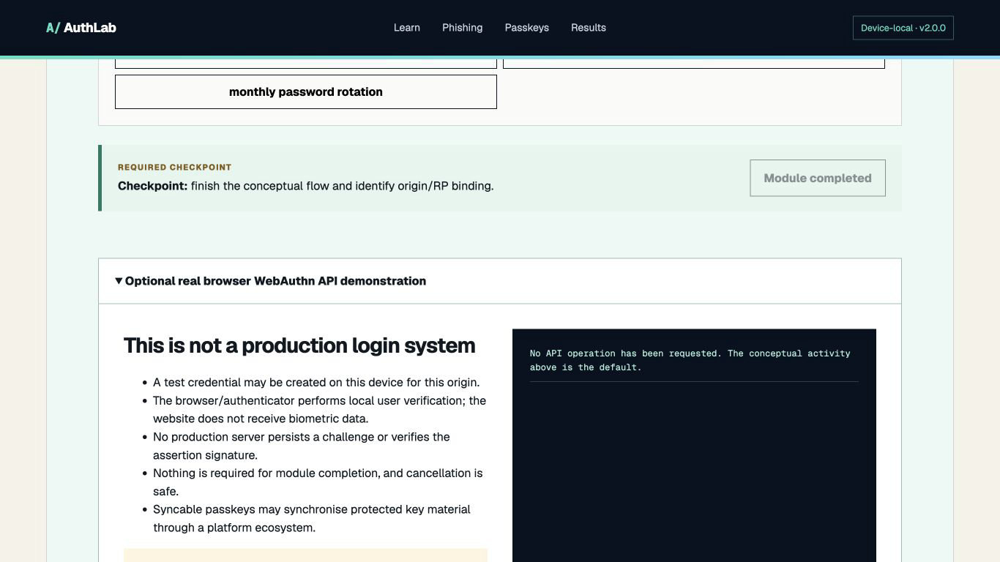 A/ AuthLab
Learn
Phishing
Passkeys
Results
Device-local · v2.0.0
monthly password rotation
REQUIRED CHECKPOINT
Checkpoint: finish the conceptual flow and identify origin/RP binding.
Module completed
▼ Optional real browser WebAuthn API demonstration
This is not a production login system
• A test credential may be created on this device for this origin.
• The browser/authenticator performs local user verification; the
website does not receive biometric data.
• No production server persists a challenge or verifies the
assertion signature.
• Nothing is required for module completion, and cancellation is
safe.
• Syncable passkeys may synchronise protected key material
through a platform ecosystem.
No API operation has been requested. The conceptual activity
above is the default.